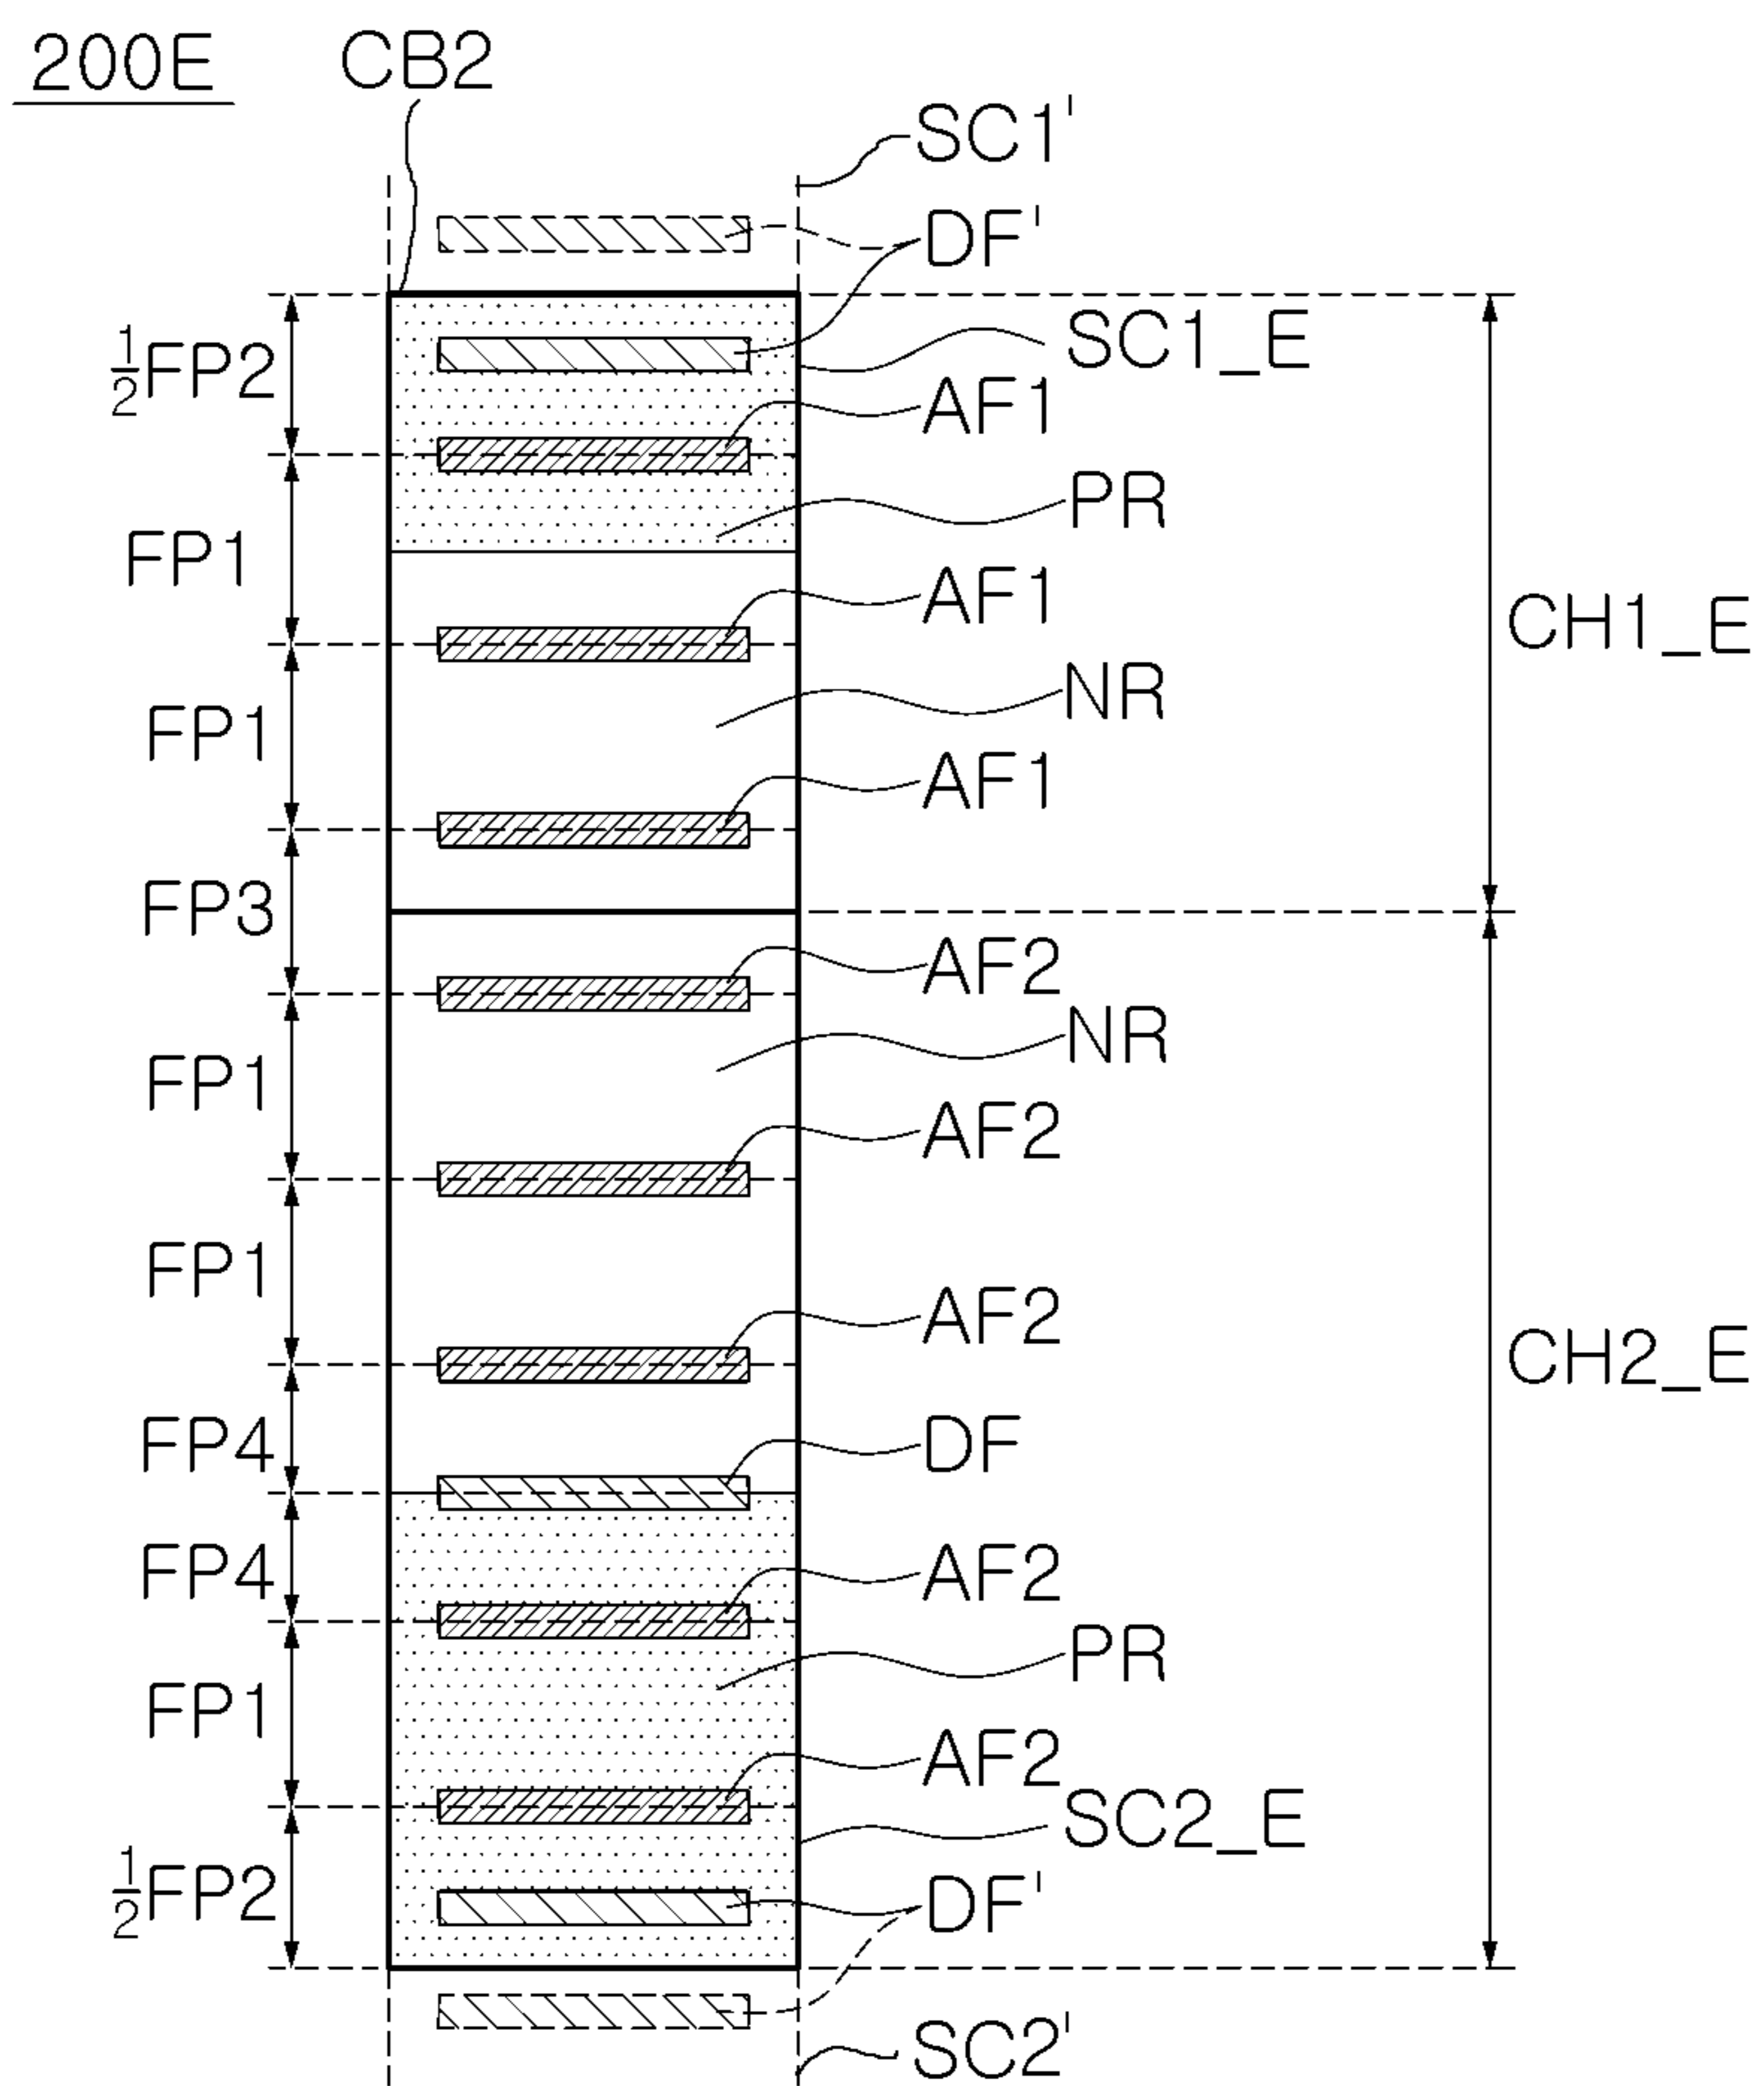 200E
CB2
SC1'
DF'
SC1_E
½FP2
AF1
PR
FP1
AF1
CH1_E
NR
FP1
AF1
FP3
AF2
NR
FP1
AF2
FP1
AF2
CH2_E
DF
FP4
AF2
FP4
PR
FP1
AF2
SC2_E
½FP2
DF'
SC2'